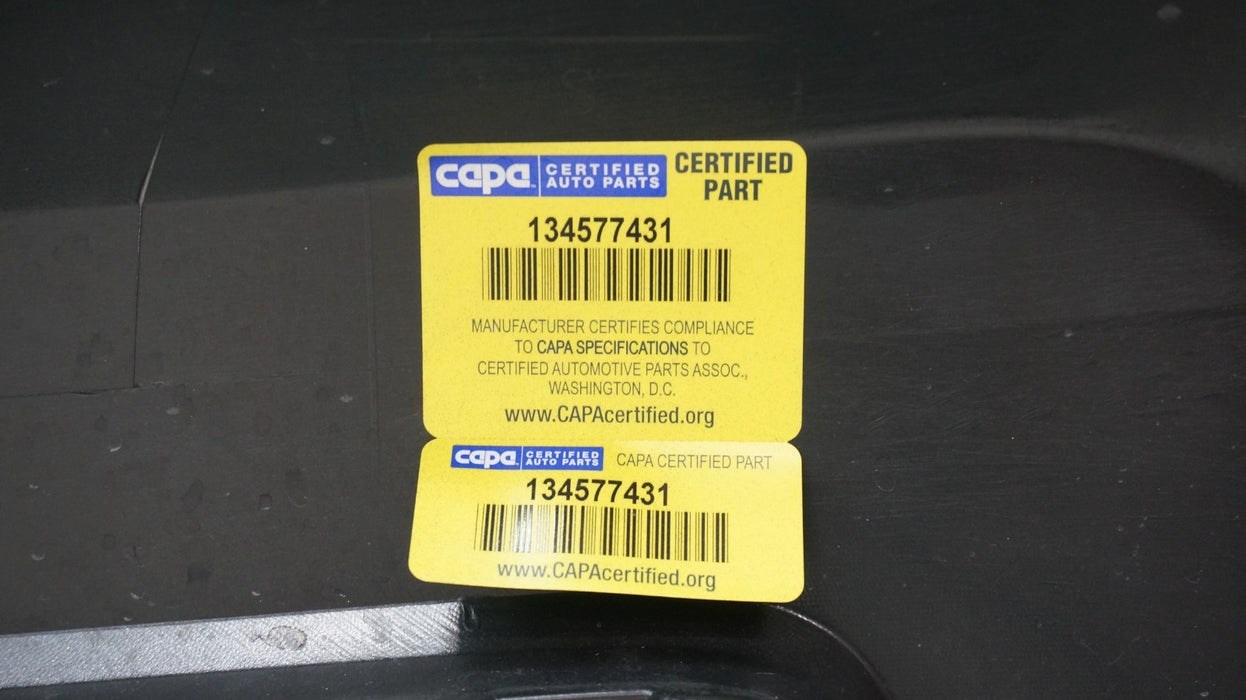 capa CERTIFIED AUTO PARTS CERTIFIED PART
134577431
MANUFACTURER CERTIFIES COMPLIANCE
TO CAPA SPECIFICATIONS TO
CERTIFIED AUTOMOTIVE PARTS ASSOC.,
WASHINGTON, D.C.
www.CAPAcertified.org
capa CERTIFIED AUTO PARTS CAPA CERTIFIED PART
134577431
www.CAPAcertified.org